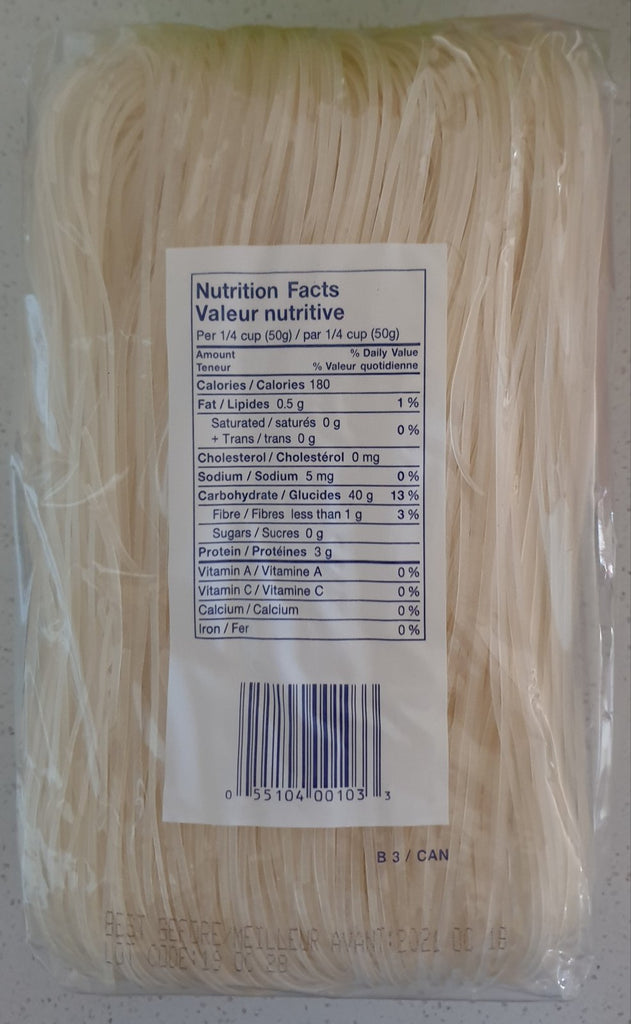 Nutrition Facts
Valeur nutritive
Per 1/4 cup (50g) / par 1/4 cup (50g)
Amount % Daily Value
Teneur % Valeur quotidienne
Calories / Calories 180
Fat / Lipides 0.5 g 1 %
Saturated / saturés 0 g
+ Trans / trans 0 g 0 %
Cholesterol / Cholestérol 0 mg
Sodium / Sodium 5 mg 0 %
Carbohydrate / Glucides 40 g 13 %
Fibre / Fibres less than 1 g 3 %
Sugars / Sucres 0 g
Protein / Protéines 3 g
Vitamin A / Vitamine A 0 %
Vitamin C / Vitamine C 0 %
Calcium / Calcium 0 %
Iron / Fer 0 %
0 55104 00103 3
B 3 / CAN
BEST BEFORE/MEILLEUR AVANT:2021 OC 18
LOT CODE:19 OC 28